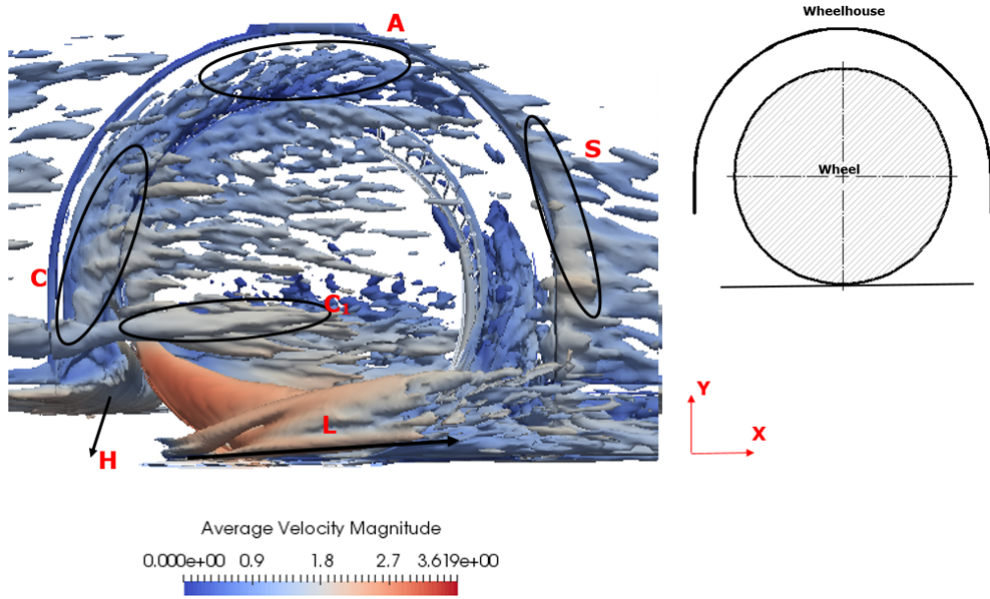 Wheelhouse
A
S
Wheel
C
C₁
Y
X
L
H
Average Velocity Magnitude
0.000e+00 0.9 1.8 2.7 3.619e+00